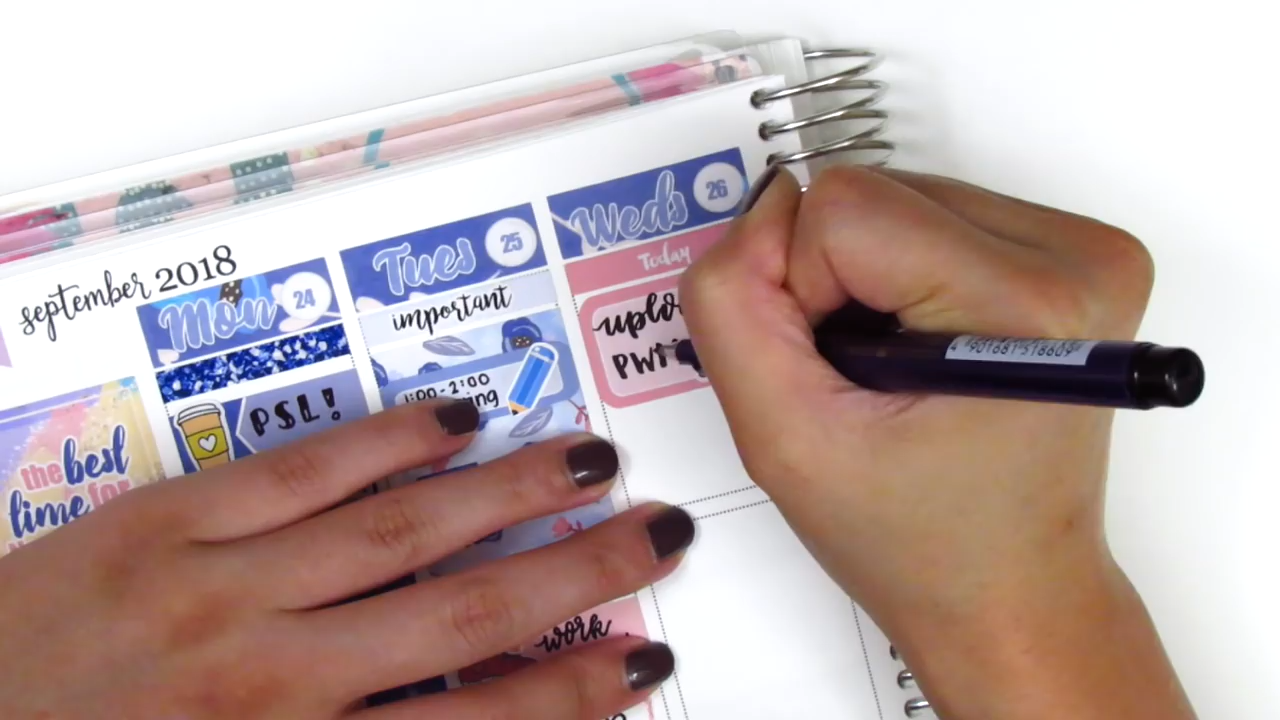 september 2018
Mon 24
PSL!
Tues 25
important
1:00-2:00
Weds 26
Today
the best
time for
work
4901681518609